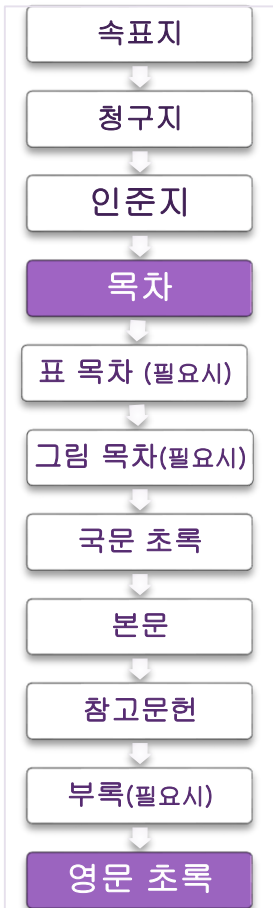 속표지
청구지
인준지
목차
표 목차 (필요시)
그림 목차(필요시)
국문 초록
본문
참고문헌
부록(필요시)
영문 초록